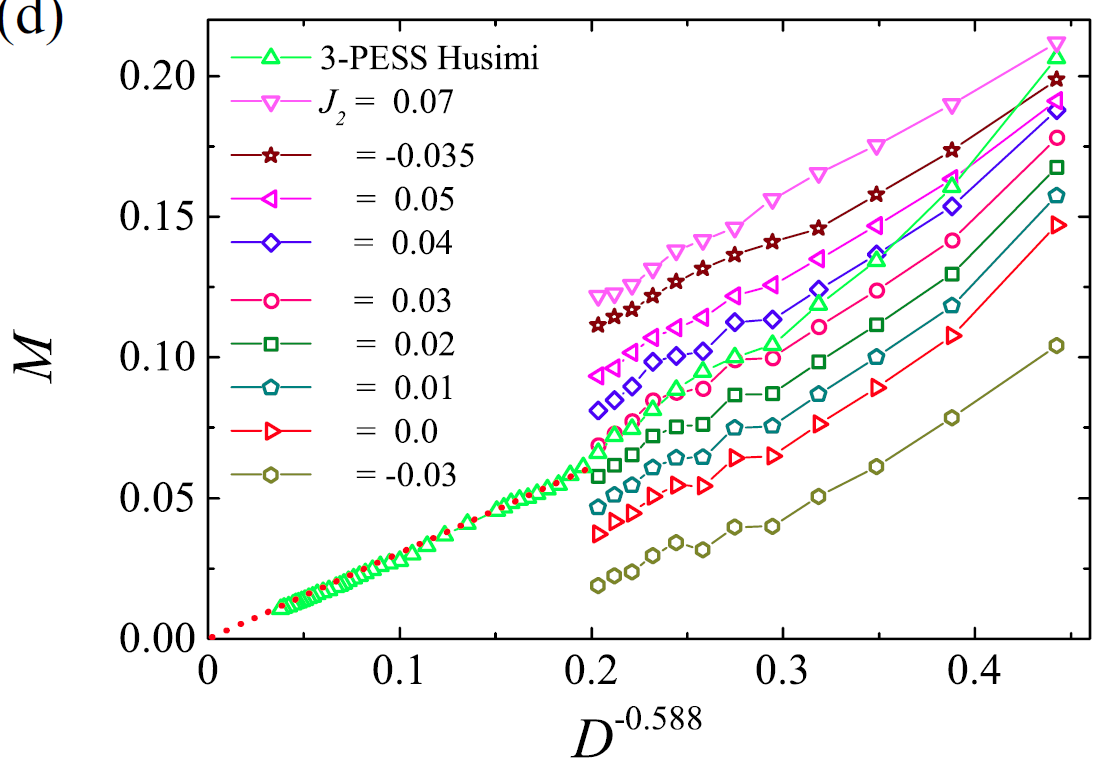 (d)
M
0.20
0.15
0.10
0.05
0.00
3-PESS Husimi
J2 = 0.07
= -0.035
= 0.05
= 0.04
= 0.03
= 0.02
= 0.01
= 0.0
= -0.03
0 0.1 0.2 0.3 0.4
D-0.588